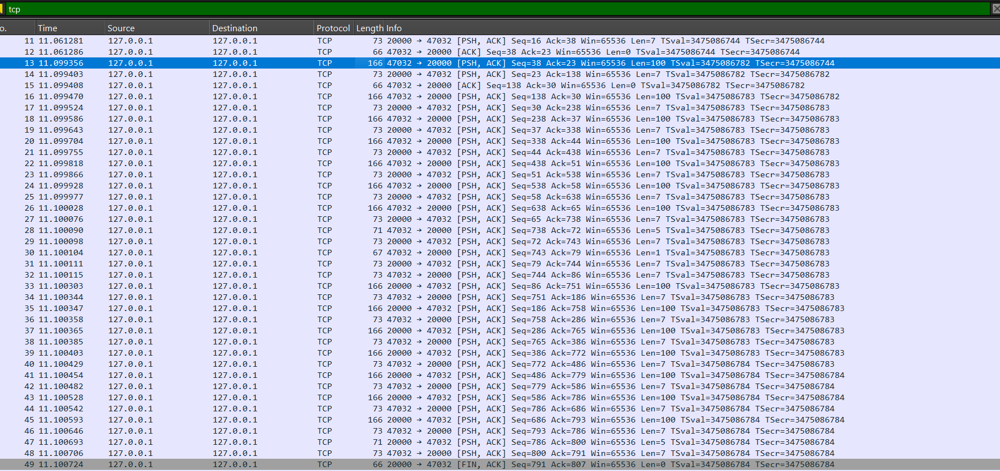 tcp
o. Time Source Destination Protocol Length Info
11 11.061281 127.0.0.1 127.0.0.1 TCP 73 20000 → 47032 [PSH, ACK] Seq=16 Ack=38 Win=65536 Len=7 TSval=3475086744 TSecr=3475086744
12 11.061286 127.0.0.1 127.0.0.1 TCP 66 47032 → 20000 [ACK] Seq=38 Ack=23 Win=65536 Len=0 TSval=3475086744 TSecr=3475086744
13 11.099356 127.0.0.1 127.0.0.1 TCP 166 47032 → 20000 [PSH, ACK] Seq=38 Ack=23 Win=65536 Len=100 TSval=3475086782 TSecr=3475086744
14 11.099403 127.0.0.1 127.0.0.1 TCP 73 20000 → 47032 [PSH, ACK] Seq=23 Ack=138 Win=65536 Len=7 TSval=3475086782 TSecr=3475086782
15 11.099408 127.0.0.1 127.0.0.1 TCP 66 47032 → 20000 [ACK] Seq=138 Ack=30 Win=65536 Len=0 TSval=3475086782 TSecr=3475086782
16 11.099470 127.0.0.1 127.0.0.1 TCP 166 47032 → 20000 [PSH, ACK] Seq=138 Ack=30 Win=65536 Len=100 TSval=3475086783 TSecr=3475086782
17 11.099524 127.0.0.1 127.0.0.1 TCP 73 20000 → 47032 [PSH, ACK] Seq=30 Ack=238 Win=65536 Len=7 TSval=3475086783 TSecr=3475086783
18 11.099586 127.0.0.1 127.0.0.1 TCP 166 47032 → 20000 [PSH, ACK] Seq=238 Ack=37 Win=65536 Len=100 TSval=3475086783 TSecr=3475086783
19 11.099643 127.0.0.1 127.0.0.1 TCP 73 20000 → 47032 [PSH, ACK] Seq=37 Ack=338 Win=65536 Len=7 TSval=3475086783 TSecr=3475086783
20 11.099704 127.0.0.1 127.0.0.1 TCP 166 47032 → 20000 [PSH, ACK] Seq=338 Ack=44 Win=65536 Len=100 TSval=3475086783 TSecr=3475086783
21 11.099755 127.0.0.1 127.0.0.1 TCP 73 20000 → 47032 [PSH, ACK] Seq=44 Ack=438 Win=65536 Len=7 TSval=3475086783 TSecr=3475086783
22 11.099818 127.0.0.1 127.0.0.1 TCP 166 47032 → 20000 [PSH, ACK] Seq=438 Ack=51 Win=65536 Len=100 TSval=3475086783 TSecr=3475086783
23 11.099866 127.0.0.1 127.0.0.1 TCP 73 20000 → 47032 [PSH, ACK] Seq=51 Ack=538 Win=65536 Len=7 TSval=3475086783 TSecr=3475086783
24 11.099928 127.0.0.1 127.0.0.1 TCP 166 47032 → 20000 [PSH, ACK] Seq=538 Ack=58 Win=65536 Len=100 TSval=3475086783 TSecr=3475086783
25 11.099977 127.0.0.1 127.0.0.1 TCP 73 20000 → 47032 [PSH, ACK] Seq=58 Ack=638 Win=65536 Len=7 TSval=3475086783 TSecr=3475086783
26 11.100028 127.0.0.1 127.0.0.1 TCP 166 47032 → 20000 [PSH, ACK] Seq=638 Ack=65 Win=65536 Len=100 TSval=3475086783 TSecr=3475086783
27 11.100076 127.0.0.1 127.0.0.1 TCP 73 20000 → 47032 [PSH, ACK] Seq=65 Ack=738 Win=65536 Len=7 TSval=3475086783 TSecr=3475086783
28 11.100090 127.0.0.1 127.0.0.1 TCP 71 47032 → 20000 [PSH, ACK] Seq=738 Ack=72 Win=65536 Len=5 TSval=3475086783 TSecr=3475086783
29 11.100098 127.0.0.1 127.0.0.1 TCP 73 20000 → 47032 [PSH, ACK] Seq=72 Ack=743 Win=65536 Len=7 TSval=3475086783 TSecr=3475086783
30 11.100104 127.0.0.1 127.0.0.1 TCP 67 47032 → 20000 [PSH, ACK] Seq=743 Ack=79 Win=65536 Len=1 TSval=3475086783 TSecr=3475086783
31 11.100111 127.0.0.1 127.0.0.1 TCP 73 20000 → 47032 [PSH, ACK] Seq=79 Ack=744 Win=65536 Len=7 TSval=3475086783 TSecr=3475086783
32 11.100115 127.0.0.1 127.0.0.1 TCP 73 47032 → 20000 [PSH, ACK] Seq=744 Ack=86 Win=65536 Len=7 TSval=3475086783 TSecr=3475086783
33 11.100303 127.0.0.1 127.0.0.1 TCP 166 20000 → 47032 [PSH, ACK] Seq=86 Ack=751 Win=65536 Len=100 TSval=3475086783 TSecr=3475086783
34 11.100344 127.0.0.1 127.0.0.1 TCP 73 47032 → 20000 [PSH, ACK] Seq=751 Ack=186 Win=65536 Len=7 TSval=3475086783 TSecr=3475086783
35 11.100347 127.0.0.1 127.0.0.1 TCP 166 20000 → 47032 [PSH, ACK] Seq=186 Ack=758 Win=65536 Len=100 TSval=3475086783 TSecr=3475086783
36 11.100358 127.0.0.1 127.0.0.1 TCP 73 47032 → 20000 [PSH, ACK] Seq=758 Ack=286 Win=65536 Len=7 TSval=3475086783 TSecr=3475086783
37 11.100365 127.0.0.1 127.0.0.1 TCP 166 20000 → 47032 [PSH, ACK] Seq=286 Ack=765 Win=65536 Len=100 TSval=3475086783 TSecr=3475086783
38 11.100385 127.0.0.1 127.0.0.1 TCP 73 47032 → 20000 [PSH, ACK] Seq=765 Ack=386 Win=65536 Len=7 TSval=3475086783 TSecr=3475086783
39 11.100403 127.0.0.1 127.0.0.1 TCP 166 20000 → 47032 [PSH, ACK] Seq=386 Ack=772 Win=65536 Len=100 TSval=3475086783 TSecr=3475086783
40 11.100429 127.0.0.1 127.0.0.1 TCP 73 47032 → 20000 [PSH, ACK] Seq=772 Ack=486 Win=65536 Len=7 TSval=3475086784 TSecr=3475086783
41 11.100454 127.0.0.1 127.0.0.1 TCP 166 20000 → 47032 [PSH, ACK] Seq=486 Ack=779 Win=65536 Len=100 TSval=3475086784 TSecr=3475086784
42 11.100482 127.0.0.1 127.0.0.1 TCP 73 47032 → 20000 [PSH, ACK] Seq=779 Ack=586 Win=65536 Len=7 TSval=3475086784 TSecr=3475086784
43 11.100528 127.0.0.1 127.0.0.1 TCP 166 20000 → 47032 [PSH, ACK] Seq=586 Ack=786 Win=65536 Len=100 TSval=3475086784 TSecr=3475086784
44 11.100542 127.0.0.1 127.0.0.1 TCP 73 47032 → 20000 [PSH, ACK] Seq=786 Ack=686 Win=65536 Len=7 TSval=3475086784 TSecr=3475086784
45 11.100593 127.0.0.1 127.0.0.1 TCP 166 20000 → 47032 [PSH, ACK] Seq=686 Ack=793 Win=65536 Len=100 TSval=3475086784 TSecr=3475086784
46 11.100646 127.0.0.1 127.0.0.1 TCP 73 47032 → 20000 [PSH, ACK] Seq=793 Ack=786 Win=65536 Len=7 TSval=3475086784 TSecr=3475086784
47 11.100693 127.0.0.1 127.0.0.1 TCP 71 20000 → 47032 [PSH, ACK] Seq=786 Ack=800 Win=65536 Len=5 TSval=3475086784 TSecr=3475086784
48 11.100706 127.0.0.1 127.0.0.1 TCP 73 47032 → 20000 [PSH, ACK] Seq=800 Ack=791 Win=65536 Len=7 TSval=3475086784 TSecr=3475086784
49 11.100724 127.0.0.1 127.0.0.1 TCP 66 20000 → 47032 [FIN, ACK] Seq=791 Ack=807 Win=65536 Len=0 TSval=3475086784 TSecr=3475086784